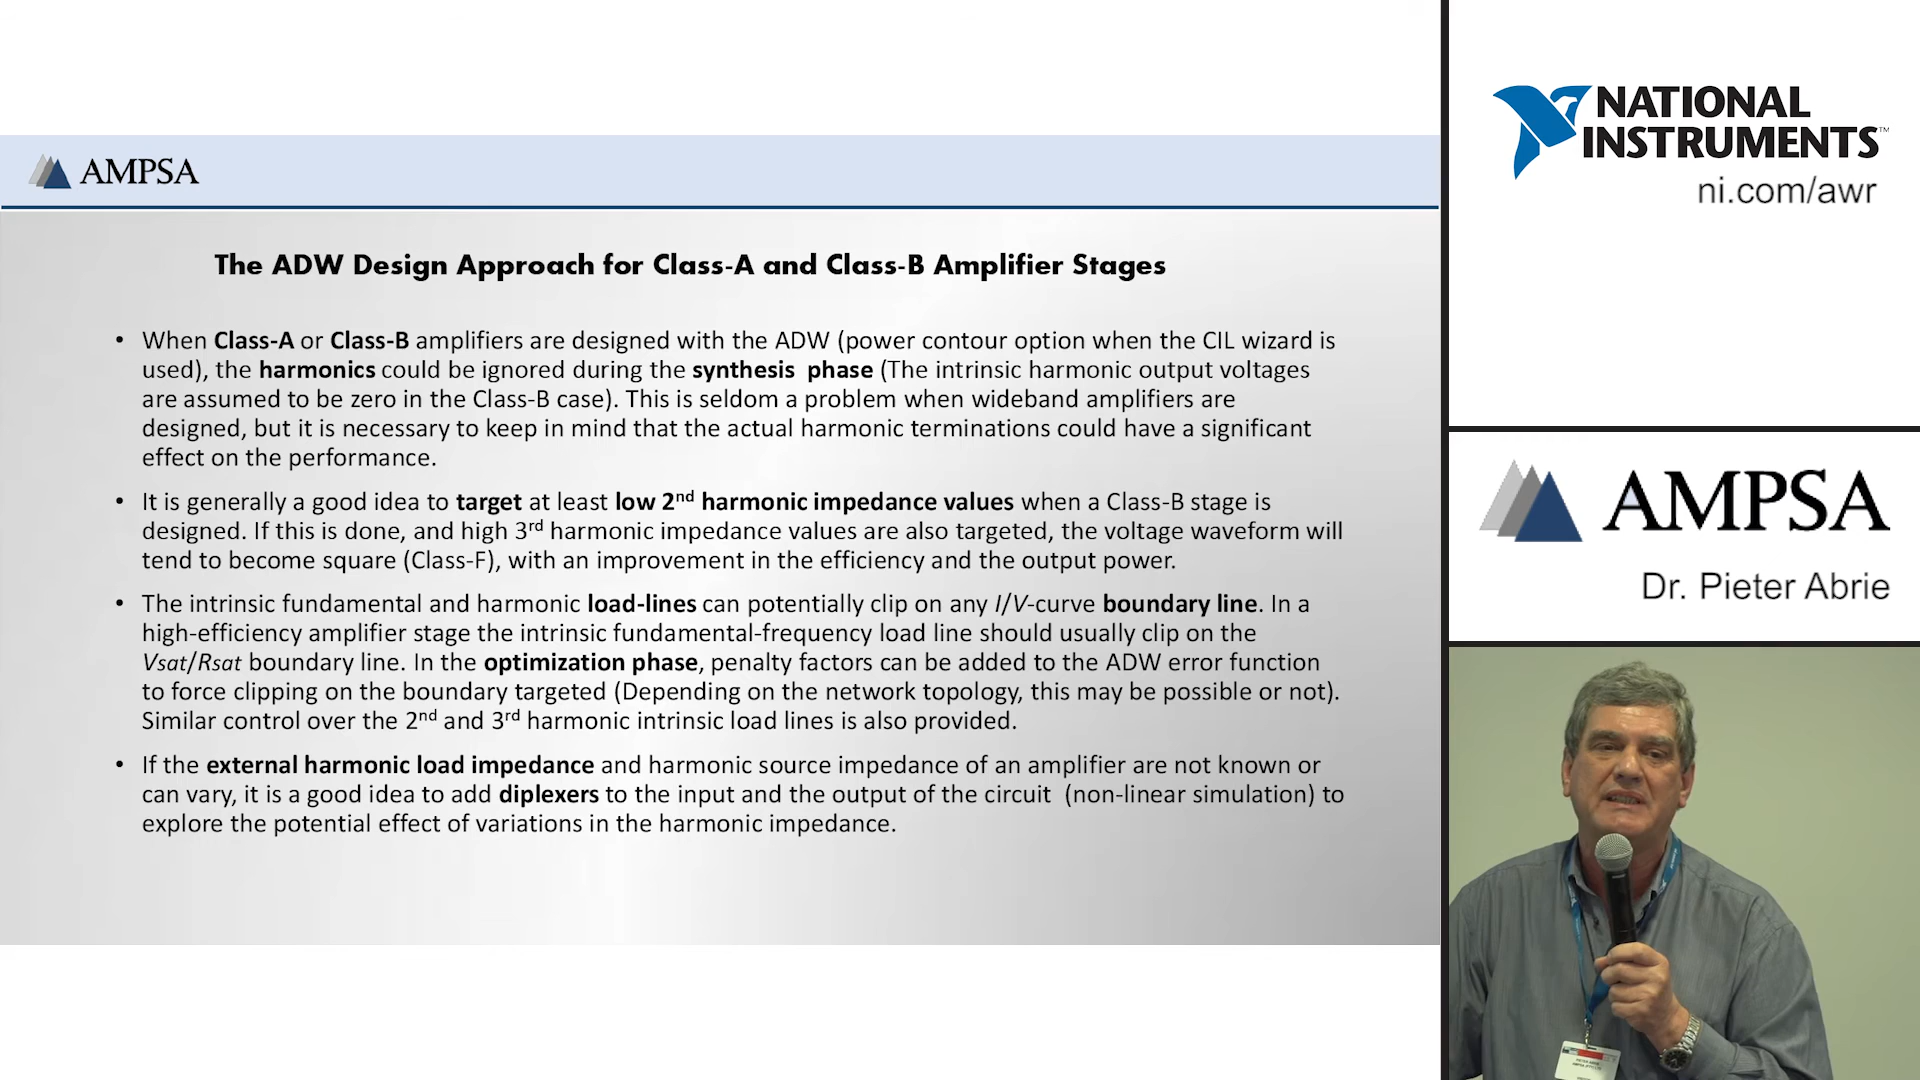 AMPSA
The ADW Design Approach for Class-A and Class-B Amplifier Stages
• When Class-A or Class-B amplifiers are designed with the ADW (power contour option when the CIL wizard is
used), the harmonics could be ignored during the synthesis phase (The intrinsic harmonic output voltages
are assumed to be zero in the Class-B case). This is seldom a problem when wideband amplifiers are
designed, but it is necessary to keep in mind that the actual harmonic terminations could have a significant
effect on the performance.
• It is generally a good idea to target at least low 2nd harmonic impedance values when a Class-B stage is
designed. If this is done, and high 3rd harmonic impedance values are also targeted, the voltage waveform will
tend to become square (Class-F), with an improvement in the efficiency and the output power.
• The intrinsic fundamental and harmonic load-lines can potentially clip on any I/V-curve boundary line. In a
high-efficiency amplifier stage the intrinsic fundamental-frequency load line should usually clip on the
Vsat/Rsat boundary line. In the optimization phase, penalty factors can be added to the ADW error function
to force clipping on the boundary targeted (Depending on the network topology, this may be possible or not).
Similar control over the 2nd and 3rd harmonic intrinsic load lines is also provided.
• If the external harmonic load impedance and harmonic source impedance of an amplifier are not known or
can vary, it is a good idea to add diplexers to the input and the output of the circuit (non-linear simulation) to
explore the potential effect of variations in the harmonic impedance.
NATIONAL
INSTRUMENTS™
ni.com/awr
AMPSA
Dr. Pieter Abrie